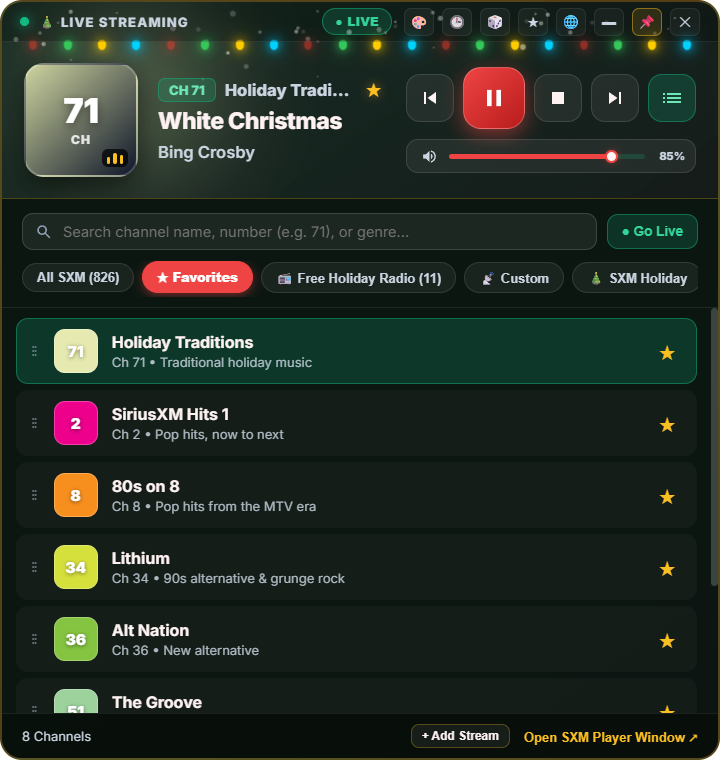 LIVE STREAMING
● LIVE
71
CH
CH 71 Holiday Tradi...
White Christmas
Bing Crosby
85%
Search channel name, number (e.g. 71), or genre...
● Go Live
All SXM (826)
★ Favorites
Free Holiday Radio (11)
Custom
SXM Holiday
71
Holiday Traditions
Ch 71 • Traditional holiday music
2
SiriusXM Hits 1
Ch 2 • Pop hits, now to next
8
80s on 8
Ch 8 • Pop hits from the MTV era
34
Lithium
Ch 34 • 90s alternative & grunge rock
36
Alt Nation
Ch 36 • New alternative
51
The Groove
8 Channels
+ Add Stream
Open SXM Player Window ↗